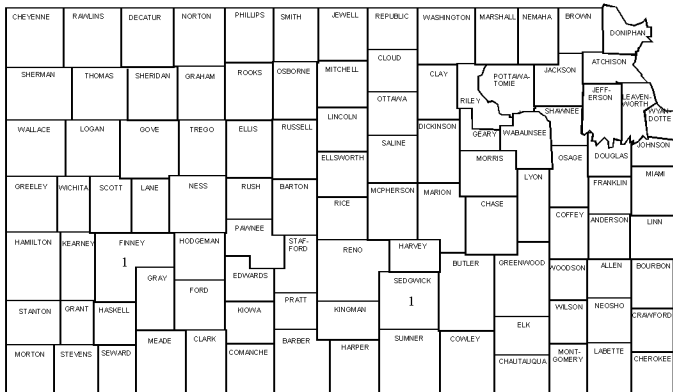 CHEYENNE RAWLINS DECATUR NORTON PHILLIPS SMITH JEWELL REPUBLIC WASHINGTON MARSHALL NEMAHA BROWN
DONIPHAN
CLOUD ATCHISON
SHERMAN THOMAS SHERIDAN GRAHAM ROOKS OSBORNE MITCHELL CLAY POTTAWA-
TOMIE JACKSON
RILEY
JEFF-
ERSON LEAVEN-
WORTH
OTTAWA
SHAWNEE WYAN-
DOTTE
LINCOLN
WALLACE LOGAN GOVE TREGO ELLIS RUSSELL DICKINSON GEARY WABAUNSEE
SALINE
JOHNSON
ELLSWORTH MORRIS OSAGE DOUGLAS
MIAMI
LYON
GREELEY WICHITA SCOTT LANE NESS RUSH BARTON MCPHERSON MARION FRANKLIN
RICE CHASE
COFFEY ANDERSON LINN
PAWNEE
HAMILTON KEARNEY FINNEY HODGEMAN STAF-
FORD RENO HARVEY
1
BUTLER GREENWOOD WOODSON ALLEN BOURBON
GRAY EDWARDS SEDGWICK
FORD
PRATT 1
STANTON GRANT HASKELL KIOWA KINGMAN WILSON NEOSHO
CRAWFORD
ELK
MEADE CLARK BARBER SUMNER COWLEY
MORTON STEVENS SEWARD COMANCHE HARPER MONT-
GOMERY LABETTE
CHAUTAUQUA CHEROKEE